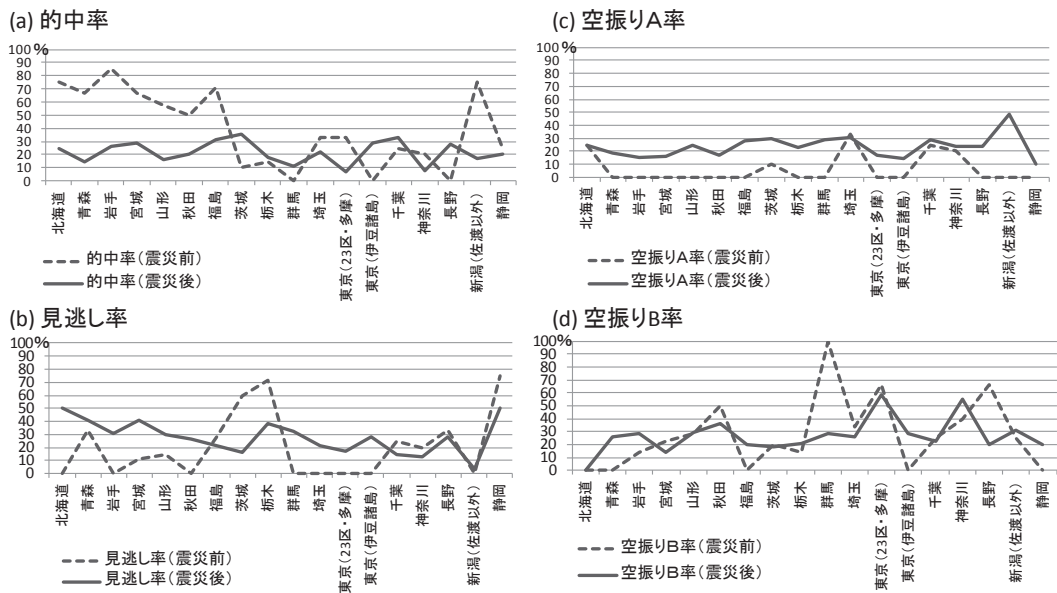 (a) 的中率
100 %
90
80
70
60
50
40
30
20
10
0
北海道
青森
岩手
宮城
山形
秋田
福島
茨城
栃木
群馬
埼玉
東京(23区・多摩)
東京(伊豆諸島)
千葉
神奈川
長野
新潟(佐渡以外)
静岡
的中率(震災前)
的中率(震災後)
(c) 空振りA率
100 %
90
80
70
60
50
40
30
20
10
0
北海道
青森
岩手
宮城
山形
秋田
福島
茨城
栃木
群馬
埼玉
東京(23区・多摩)
東京(伊豆諸島)
千葉
神奈川
長野
新潟(佐渡以外)
静岡
空振りA率(震災前)
空振りA率(震災後)
(b) 見逃し率
100 %
90
80
70
60
50
40
30
20
10
0
北海道
青森
岩手
宮城
山形
秋田
福島
茨城
栃木
群馬
埼玉
東京(23区・多摩)
東京(伊豆諸島)
千葉
神奈川
長野
新潟(佐渡以外)
静岡
見逃し率(震災前)
見逃し率(震災後)
(d) 空振りB率
100 %
90
80
70
60
50
40
30
20
10
0
北海道
青森
岩手
宮城
山形
秋田
福島
茨城
栃木
群馬
埼玉
東京(23区・多摩)
東京(伊豆諸島)
千葉
神奈川
長野
新潟(佐渡以外)
静岡
空振りB率(震災前)
空振りB率(震災後)